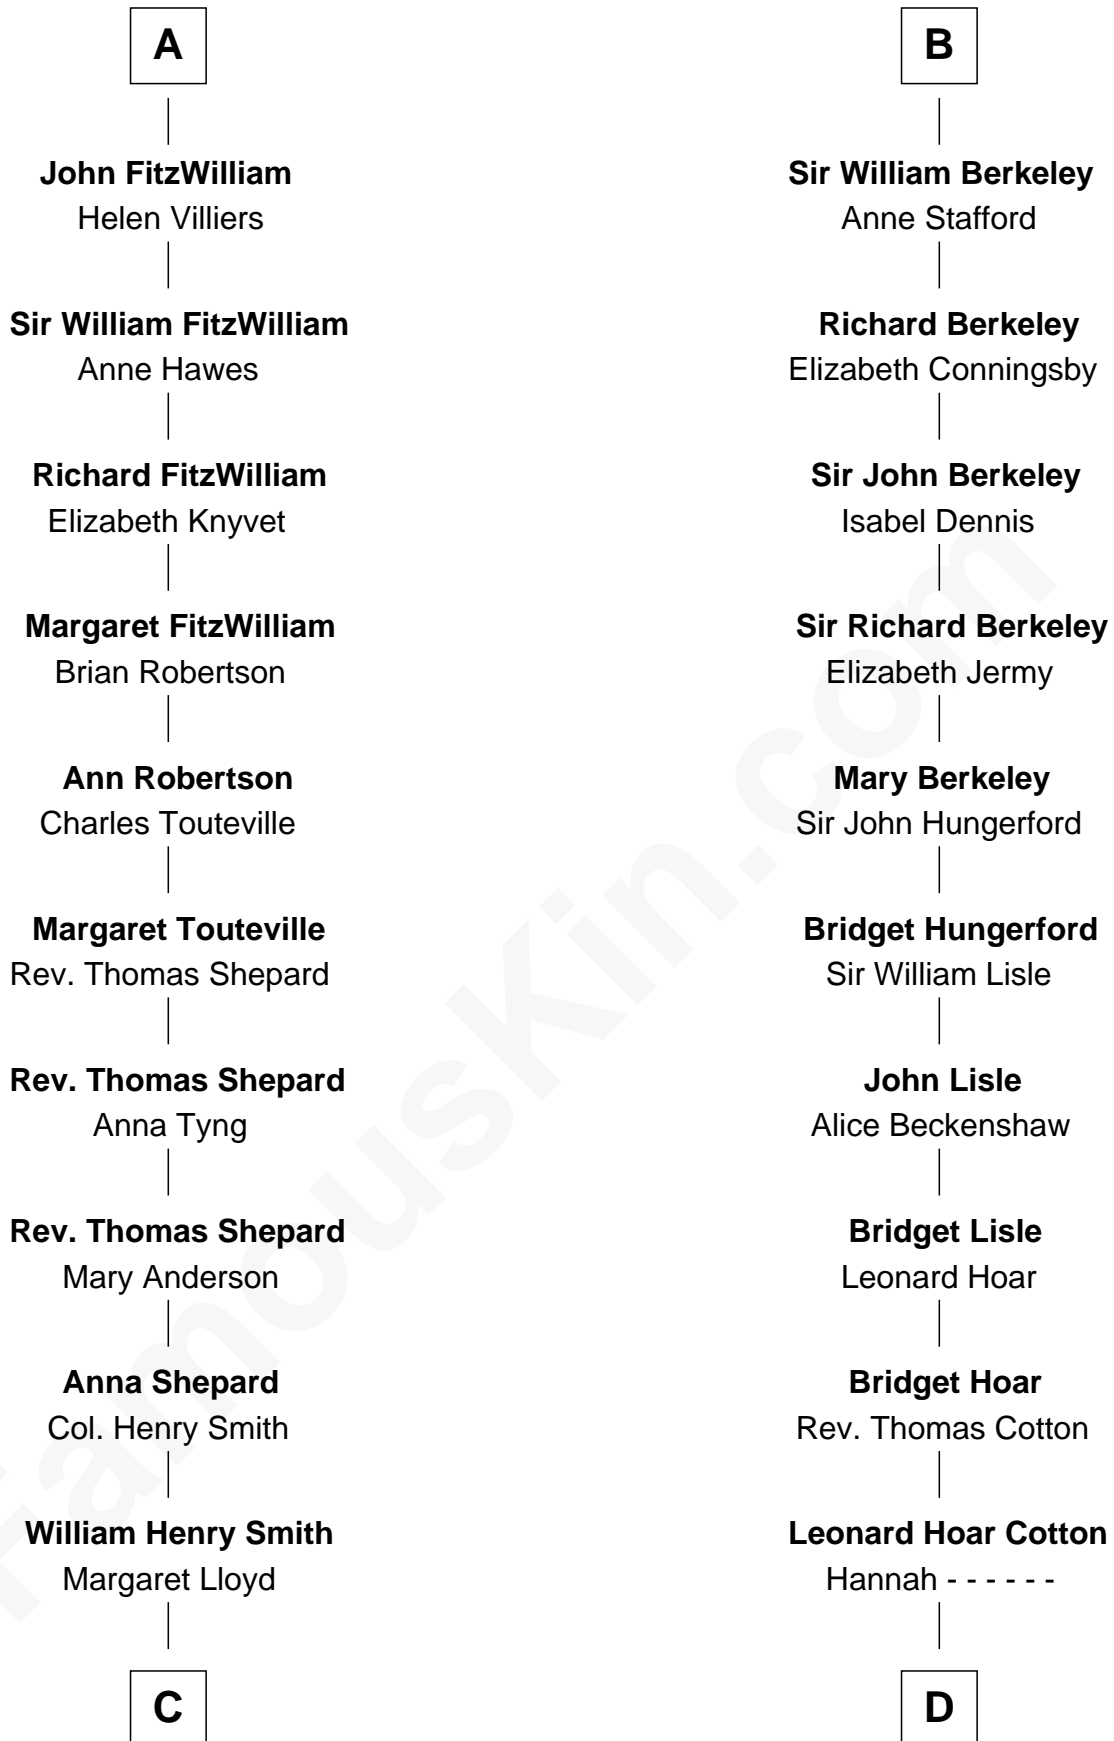 A
John FitzWilliam
Helen Villiers
Sir William FitzWilliam
Anne Hawes
Richard FitzWilliam
Elizabeth Knyvet
Margaret FitzWilliam
Brian Robertson
Ann Robertson
Charles Touteville
Margaret Touteville
Rev. Thomas Shepard
Rev. Thomas Shepard
Anna Tyng
Rev. Thomas Shepard
Mary Anderson
Anna Shepard
Col. Henry Smith
William Henry Smith
Margaret Lloyd
C
B
Sir William Berkeley
Anne Stafford
Richard Berkeley
Elizabeth Conningsby
Sir John Berkeley
Isabel Dennis
Sir Richard Berkeley
Elizabeth Jermy
Mary Berkeley
Sir John Hungerford
Bridget Hungerford
Sir William Lisle
John Lisle
Alice Beckenshaw
Bridget Lisle
Leonard Hoar
Bridget Hoar
Rev. Thomas Cotton
Leonard Hoar Cotton
Hannah - - - - - -
D
FamousKin.com